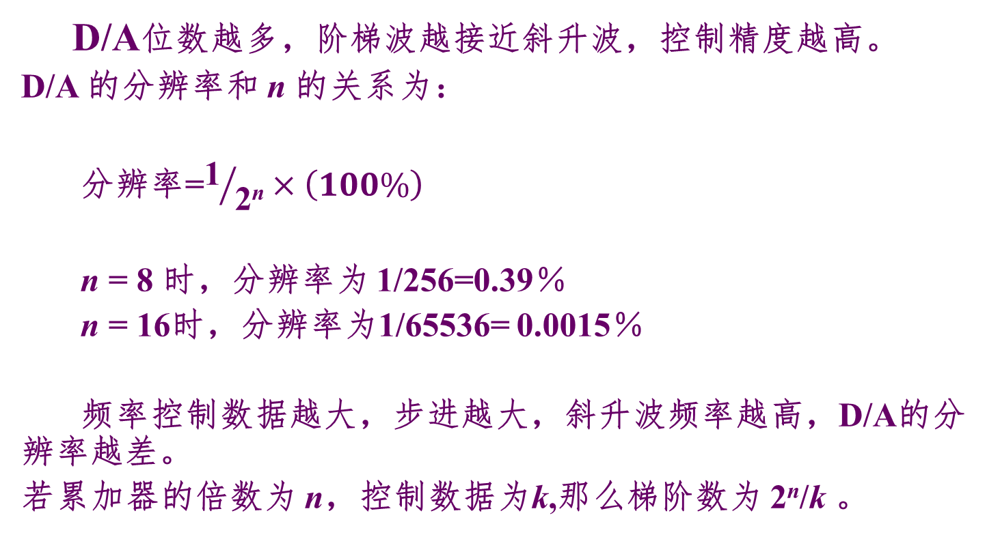 D/A位数越多，阶梯波越接近斜升波，控制精度越高。
D/A 的分辨率和 n 的关系为：
分辨率=1/2ⁿ × (100%)
n = 8 时，分辨率为 1/256=0.39％
n = 16时，分辨率为1/65536= 0.0015％
频率控制数据越大，步进越大，斜升波频率越高，D/A的分
辨率越差。
若累加器的倍数为 n，控制数据为k,那么梯阶数为 2ⁿ/k 。